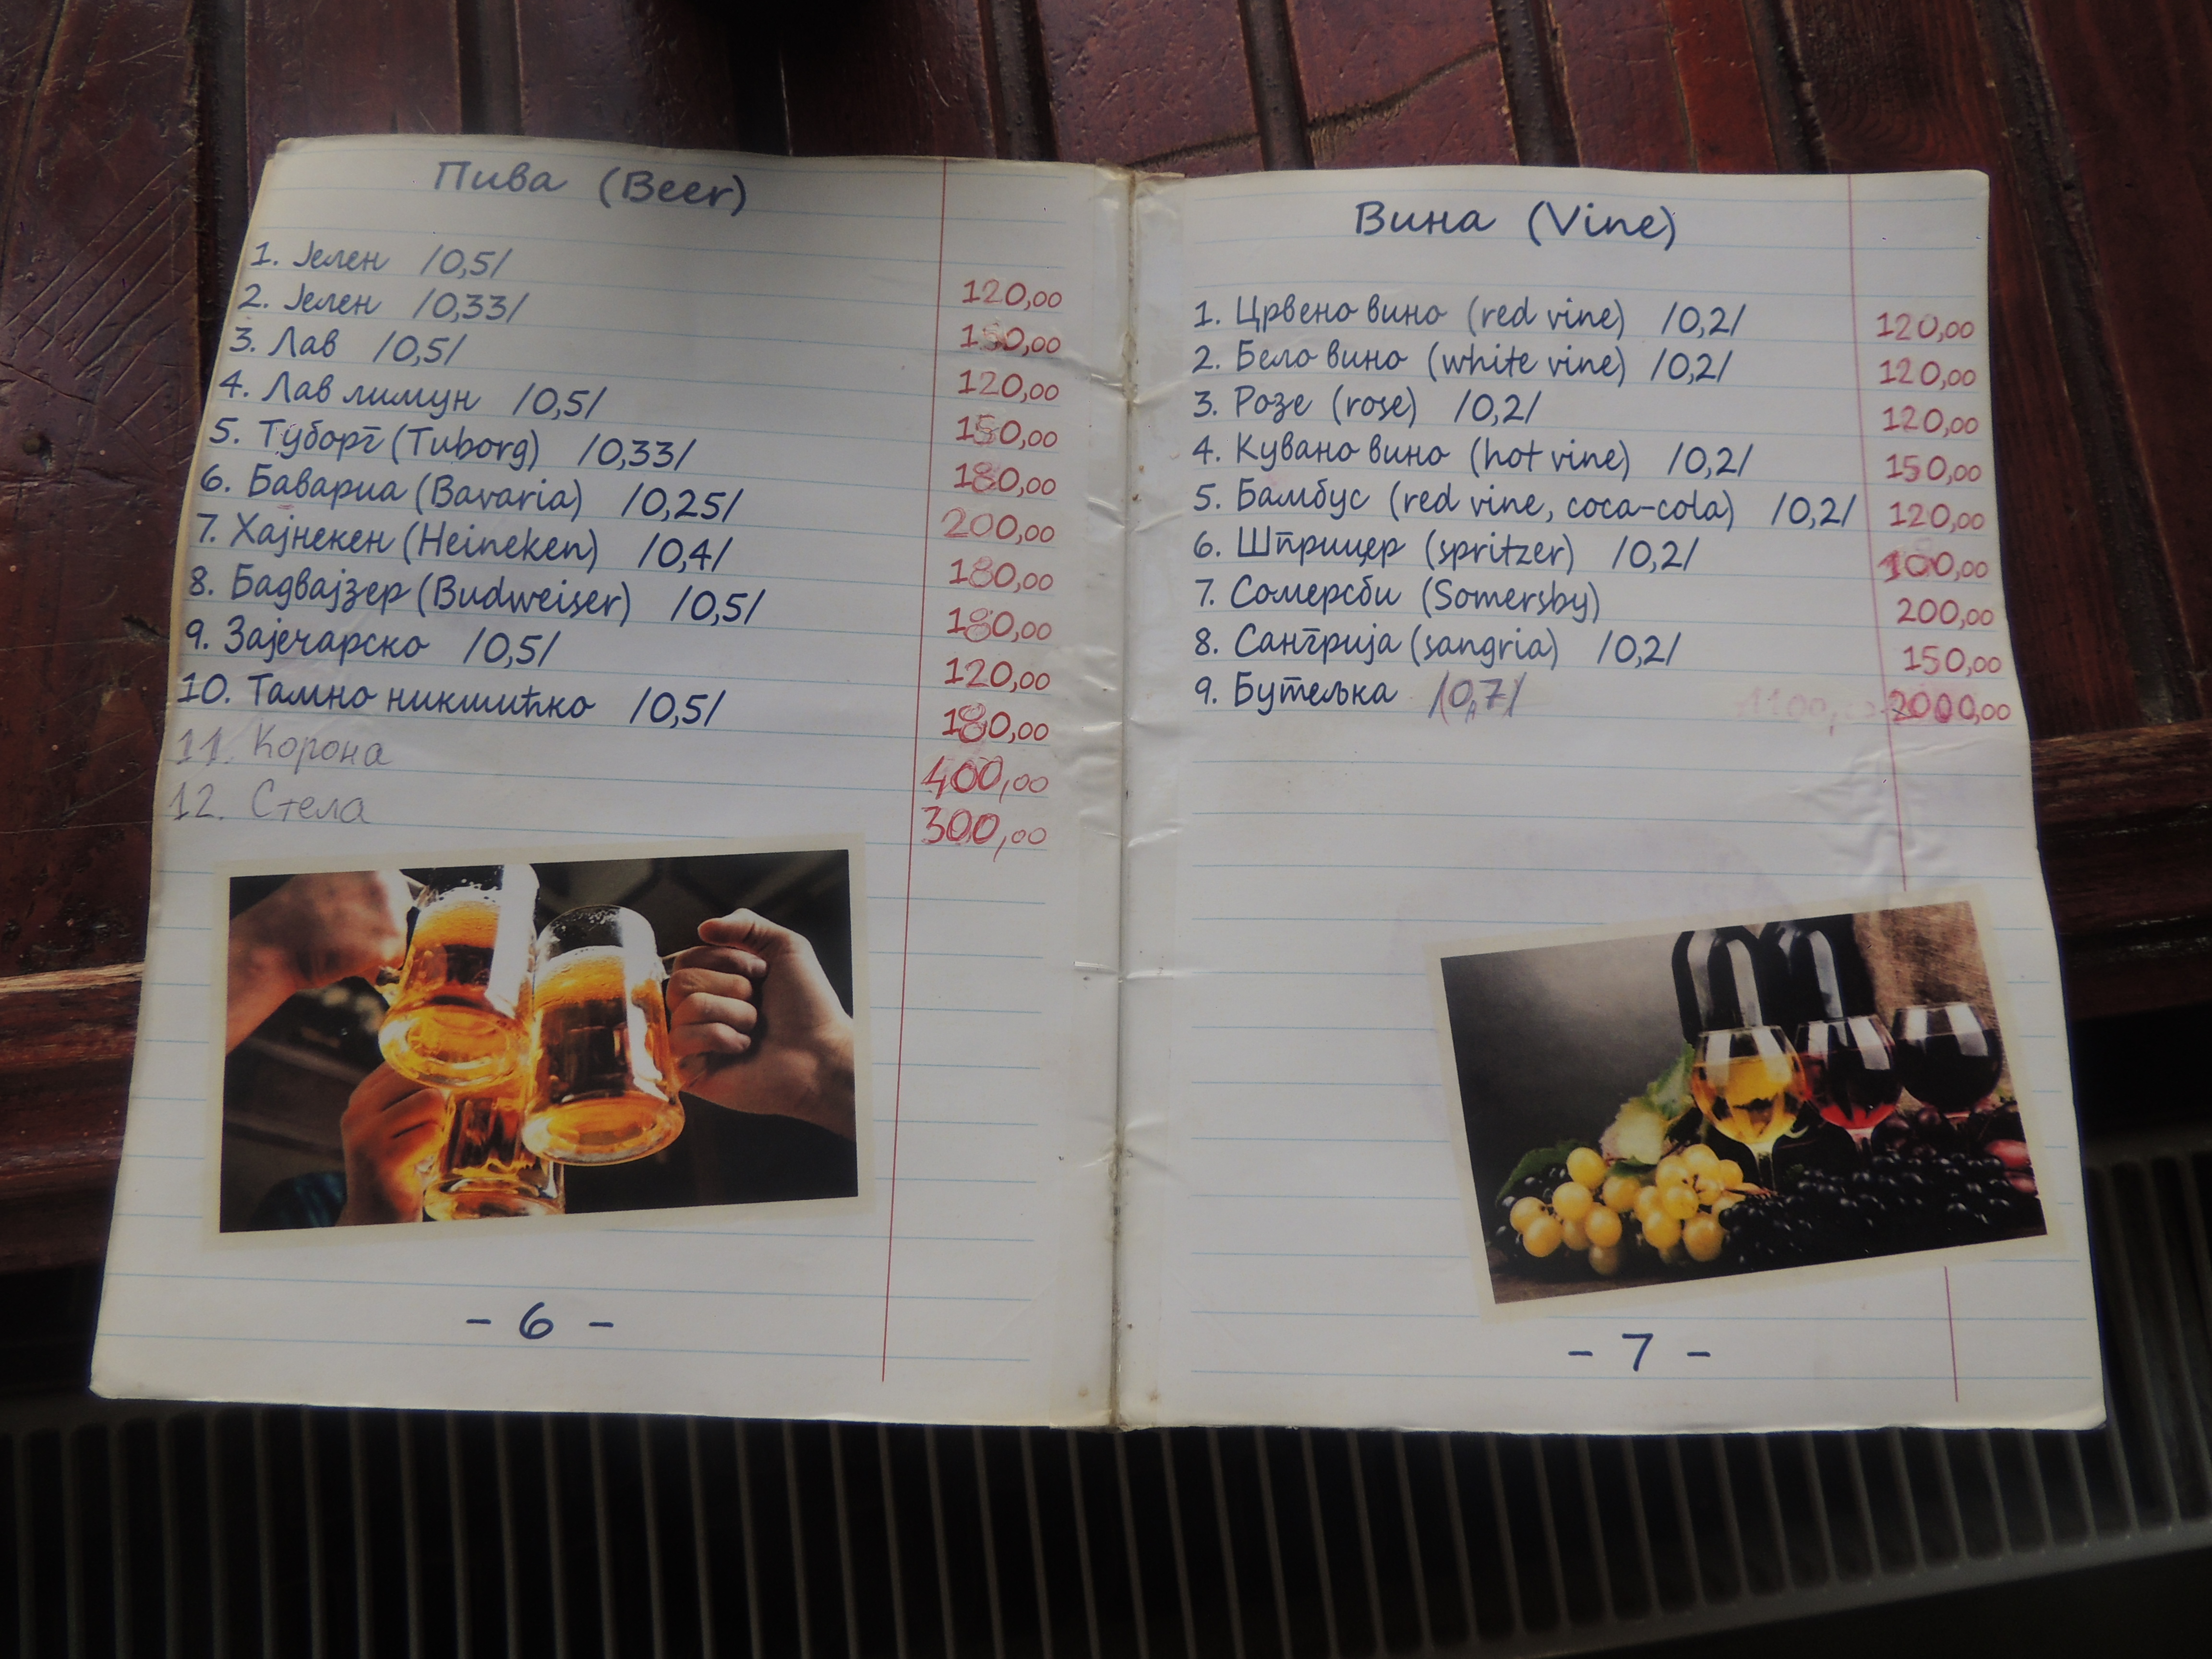 Пива (Beer)
1. Јелен /0,5/ 120,00
2. Јелен /0,33/ 150,00
3. Лав /0,5/ 120,00
4. Лав лимун /0,5/ 150,00
5. Туборг (Tuborg) /0,33/ 180,00
6. Бавариа (Bavaria) /0,25/ 200,00
7. Хајнекен (Heineken) /0,4/ 180,00
8. Бадвајзер (Budweiser) /0,5/ 180,00
9. Зајечарско /0,5/ 120,00
10. Тамно никшићко /0,5/ 180,00
11. Корона 400,00
12. Стела 300,00
- 6 -
Вина (Vine)
1. Црвено вино (red vine) /0,2/ 120,00
2. Бело вино (white vine) /0,2/ 120,00
3. Розе (rose) /0,2/ 120,00
4. Кувано вино (hot vine) /0,2/ 150,00
5. Бамбус (red vine, coca-cola) /0,2/ 120,00
6. Шприцер (spritzer) /0,2/ 100,00
7. Сомерсби (Somersby) 200,00
8. Сангрија (sangria) /0,2/ 150,00
9. Бутељка /0,7/
- 7 -